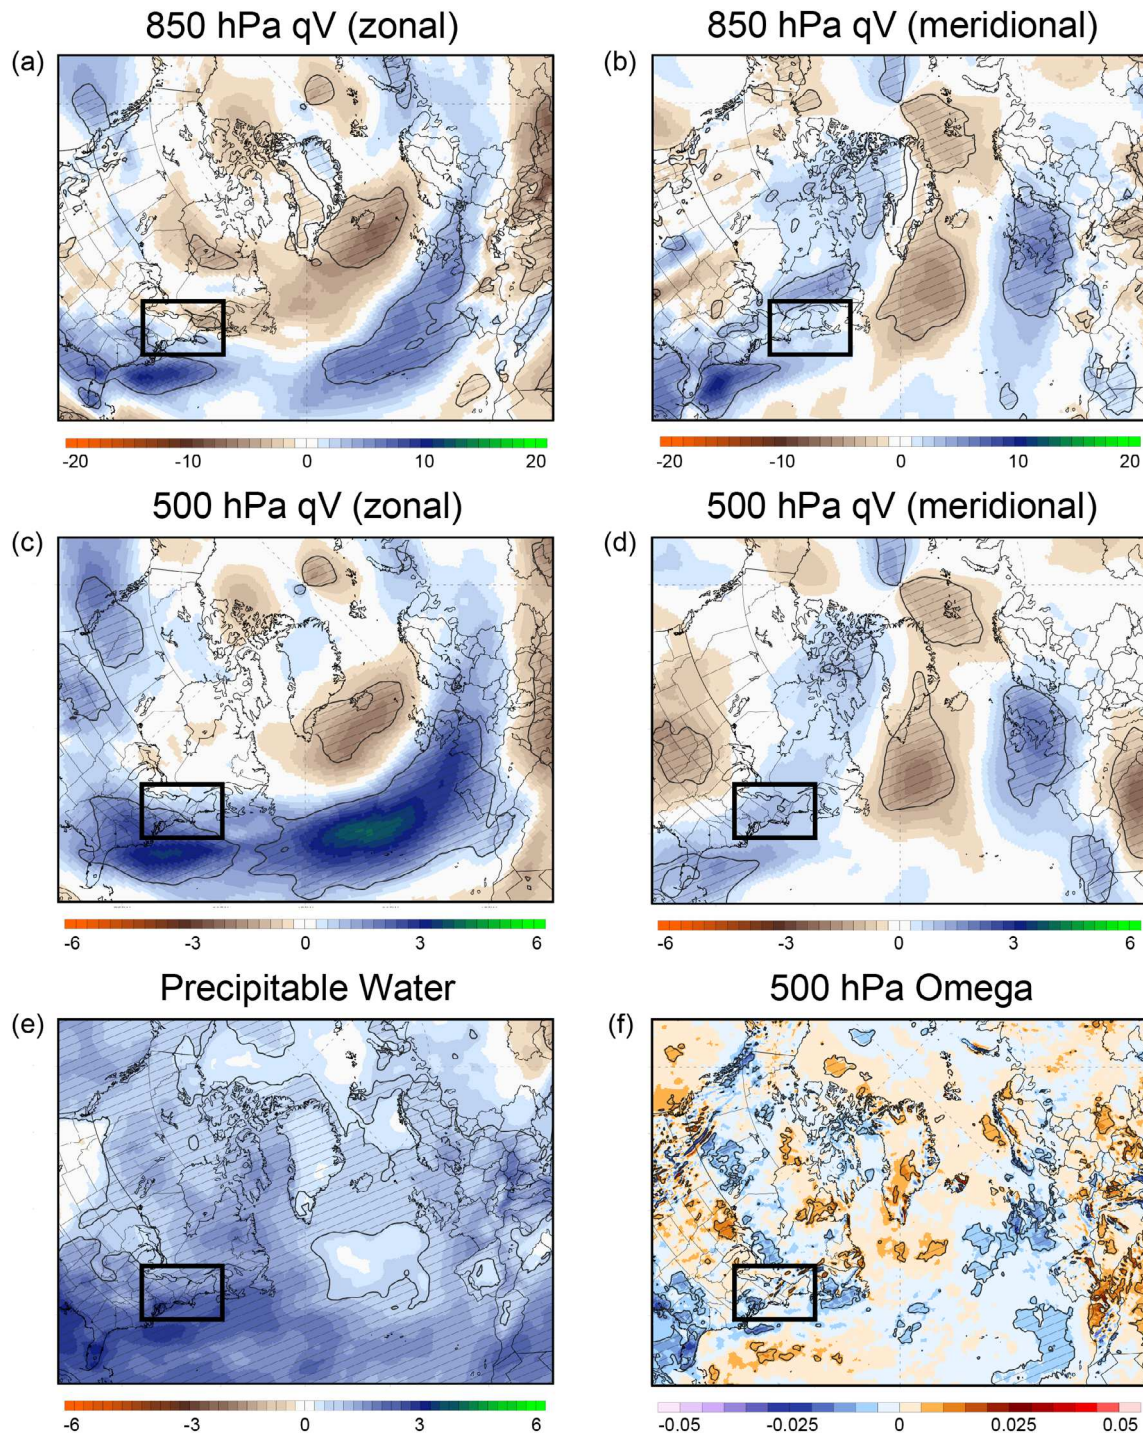 850 hPa qV (zonal)
850 hPa qV (meridional)
(a)
(b)
-20 -10 0 10 20
-20 -10 0 10 20
500 hPa qV (zonal)
500 hPa qV (meridional)
(c)
(d)
-6 -3 0 3 6
-6 -3 0 3 6
Precipitable Water
500 hPa Omega
(e)
(f)
-6 -3 0 3 6
-0.05 -0.025 0 0.025 0.05